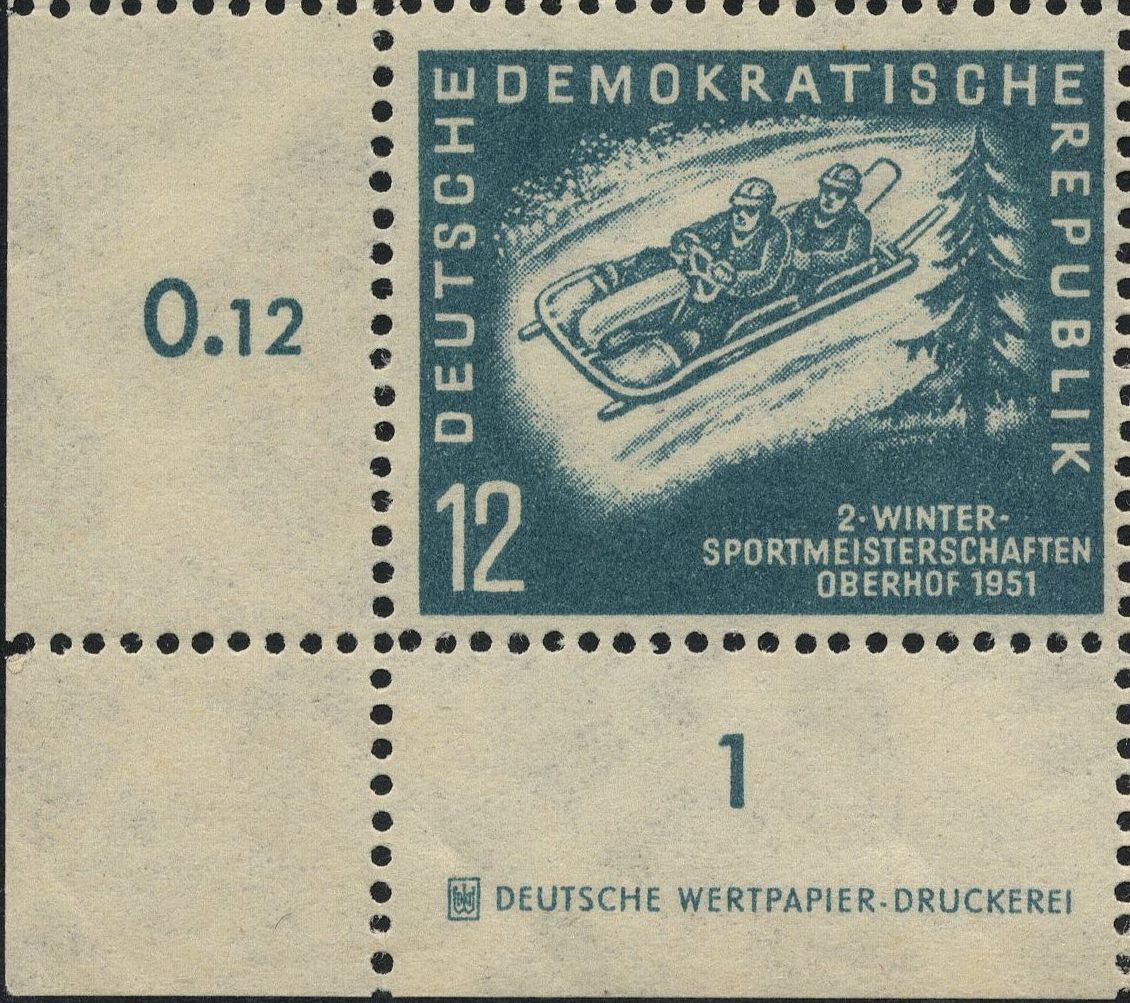 DEUTSCHE DEMOKRATISCHE REPUBLIK
0.12
12
2·WINTER-
SPORTMEISTERSCHAFTEN
OBERHOF 1951
1
DEUTSCHE WERTPAPIER-DRUCKEREI